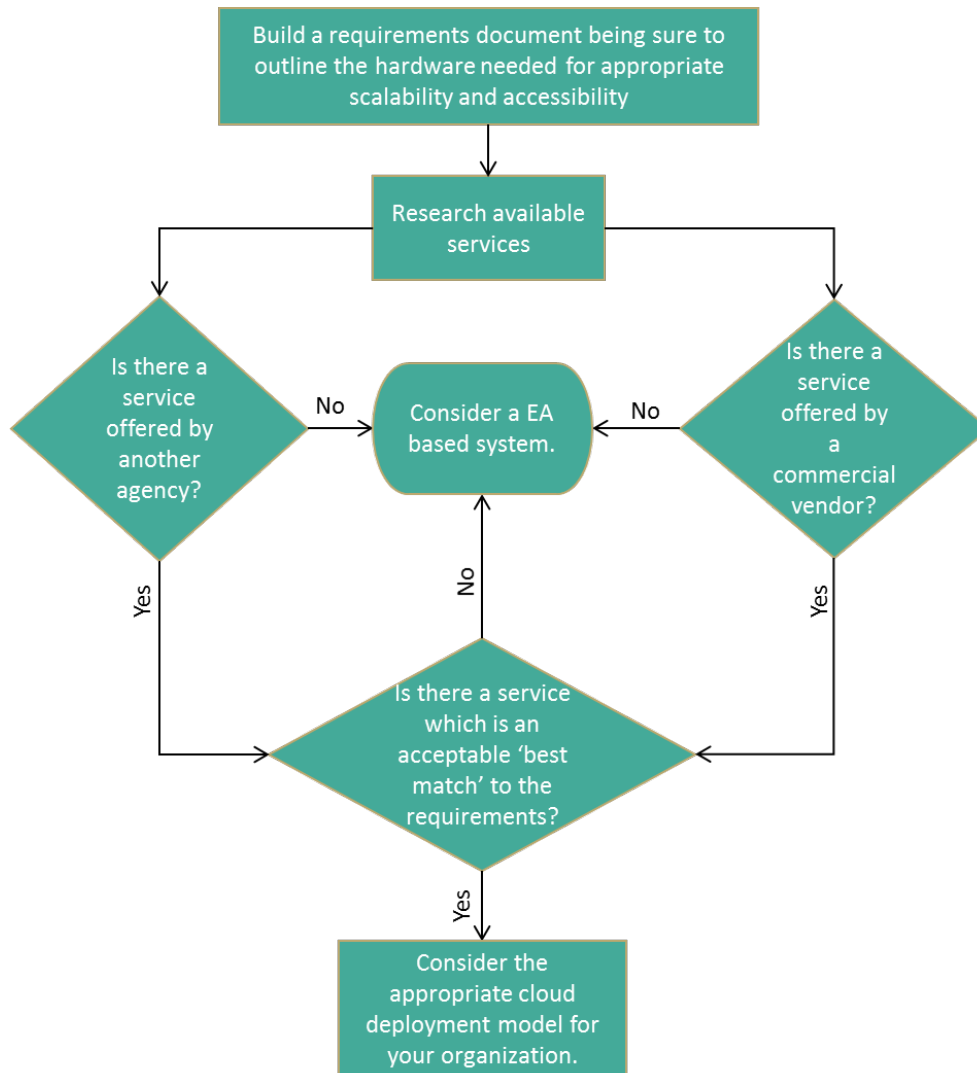 Build a requirements document being sure to
outline the hardware needed for appropriate
scalability and accessibility
Research available
services
Is there a
service
offered by
another
agency?
No
Consider a EA
based system.
No
Is there a
service
offered by
a
commercial
vendor?
Yes
No
Yes
Is there a service
which is an
acceptable ‘best
match’ to the
requirements?
Yes
Consider the
appropriate cloud
deployment model for
your organization.